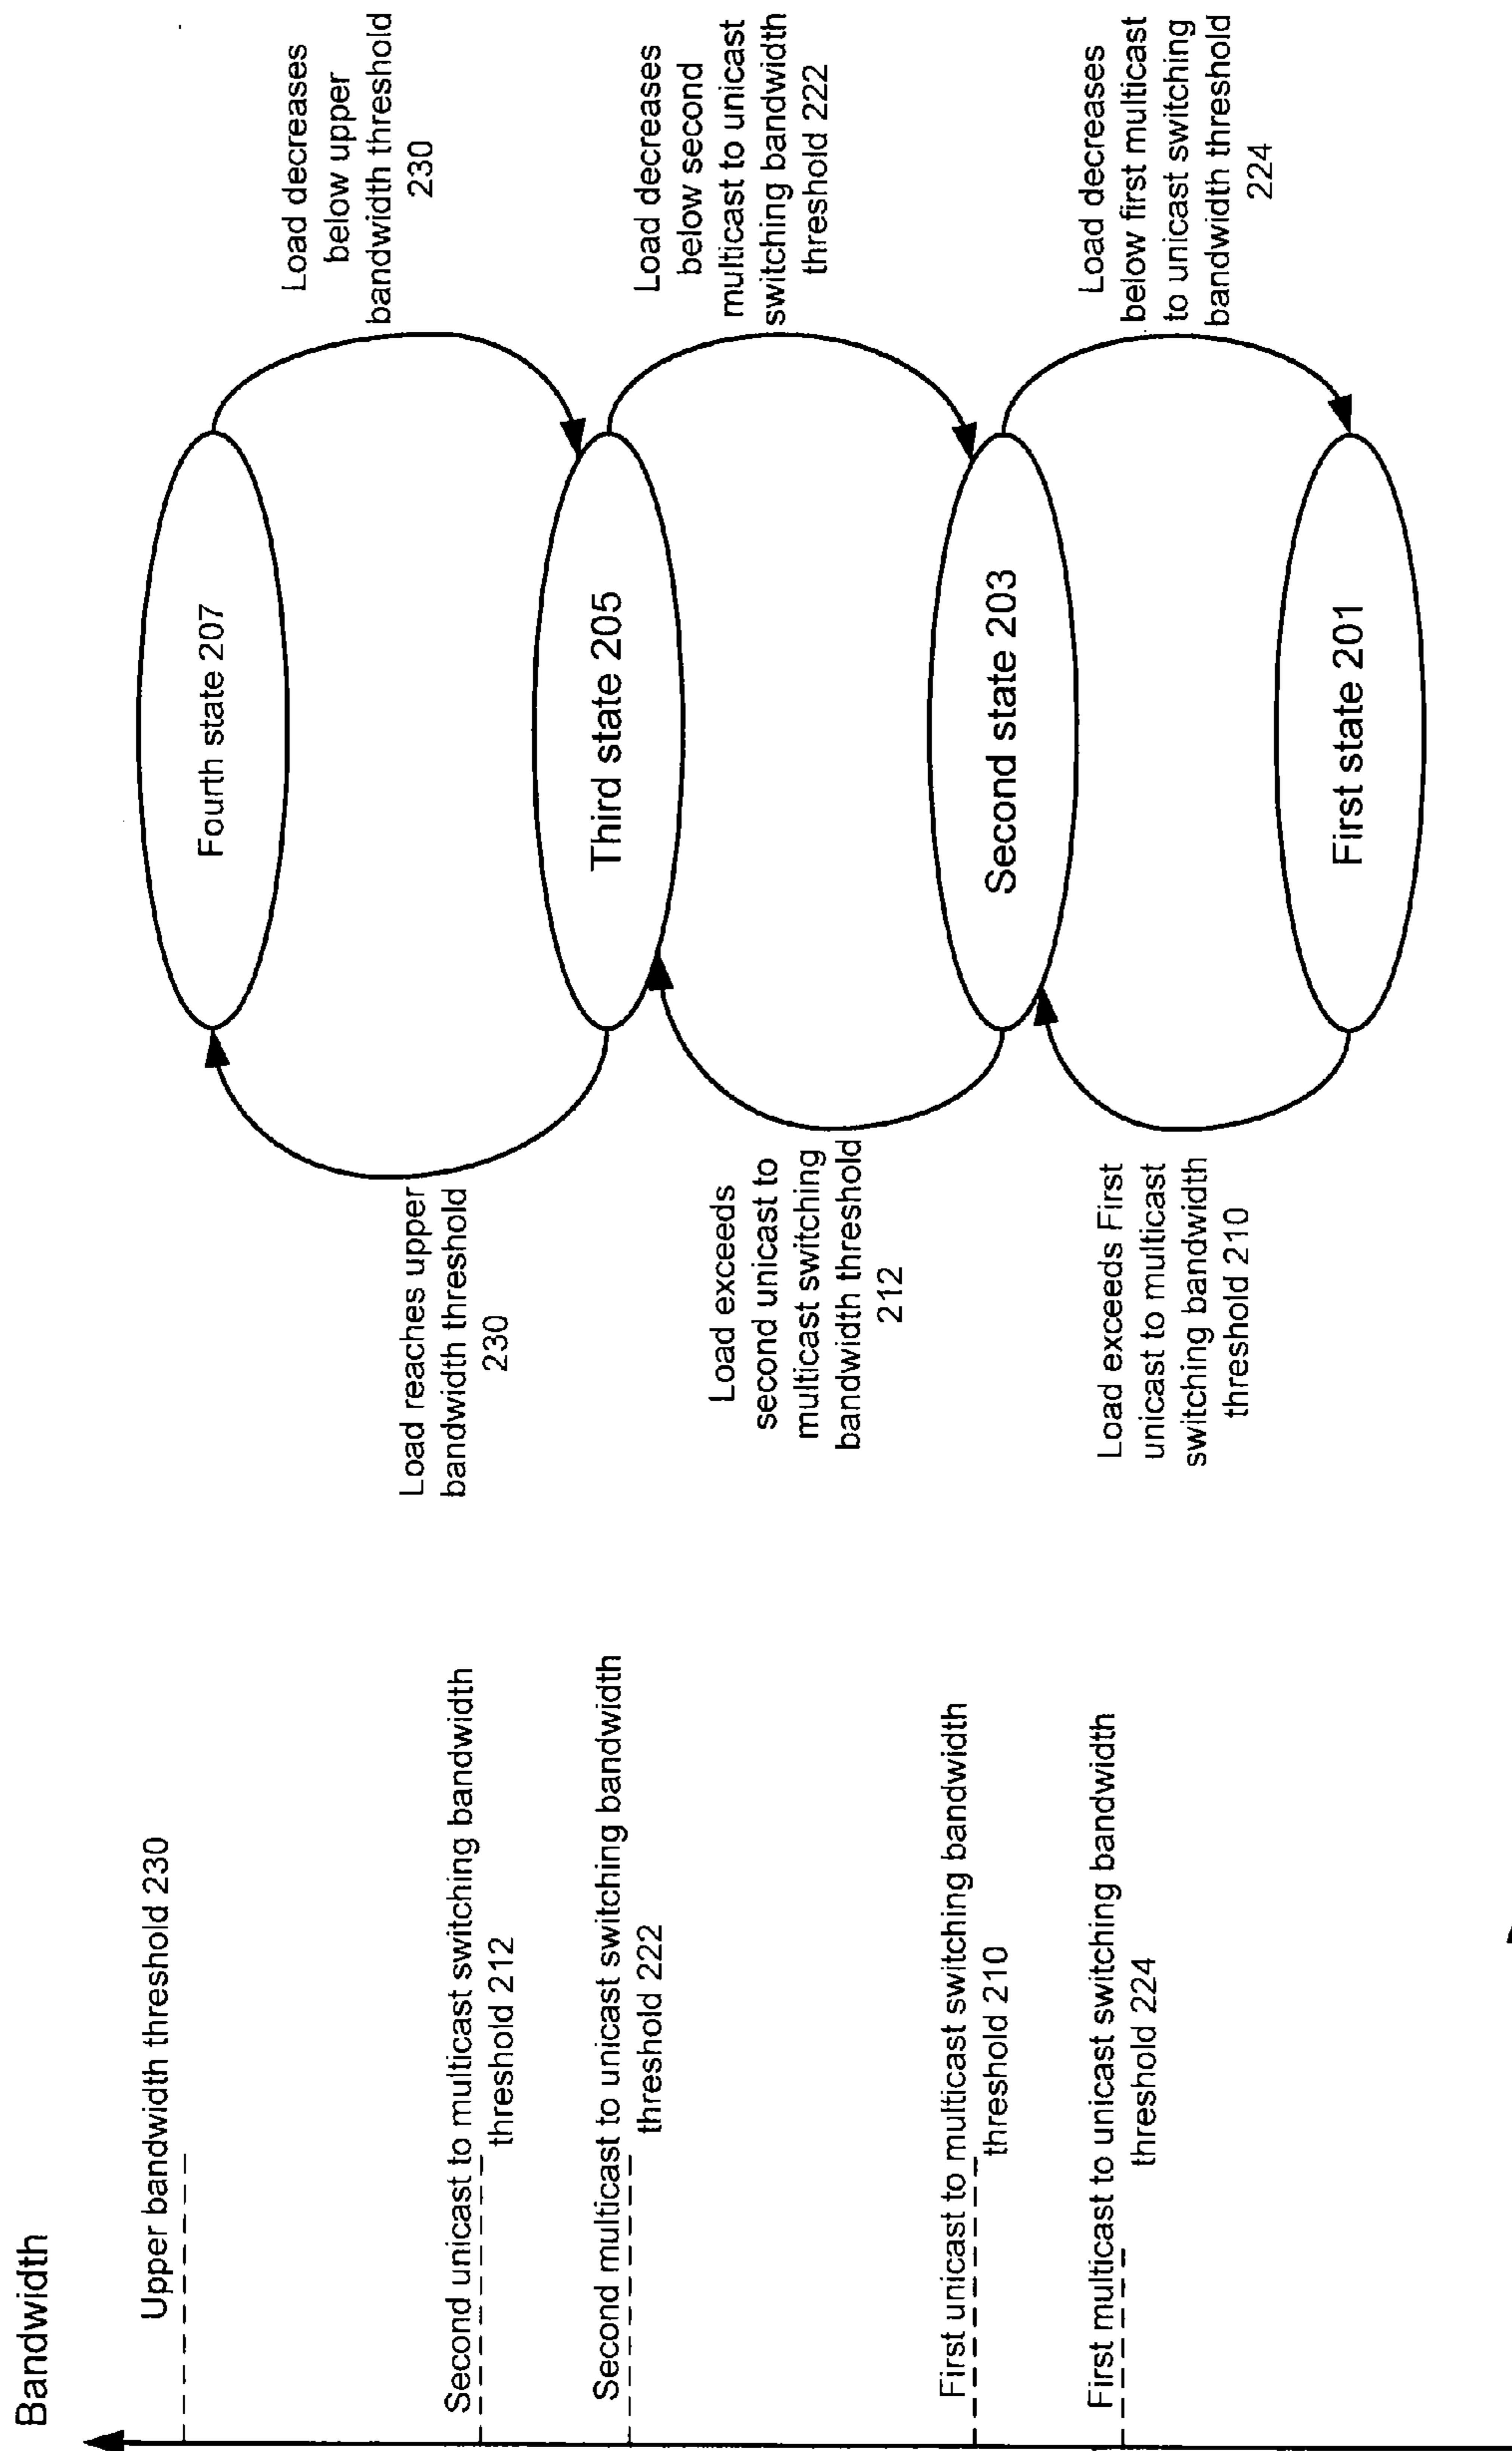 Bandwidth
Upper bandwidth threshold 230
Second unicast to multicast switching bandwidth
threshold 212
Second multicast to unicast switching bandwidth
threshold 222
First unicast to multicast switching bandwidth
threshold 210
First multicast to unicast switching bandwidth
threshold 224
Load reaches upper
bandwidth threshold
230
Load exceeds
second unicast to
multicast switching
bandwidth threshold
212
Load exceeds First
unicast to multicast
switching bandwidth
threshold 210
Fourth state 207
Third state 205
Second state 203
First state 201
Load decreases
below upper
bandwidth threshold
230
Load decreases
below second
multicast to unicast
switching bandwidth
threshold 222
Load decreases
below first multicast
to unicast switching
bandwidth threshold
224